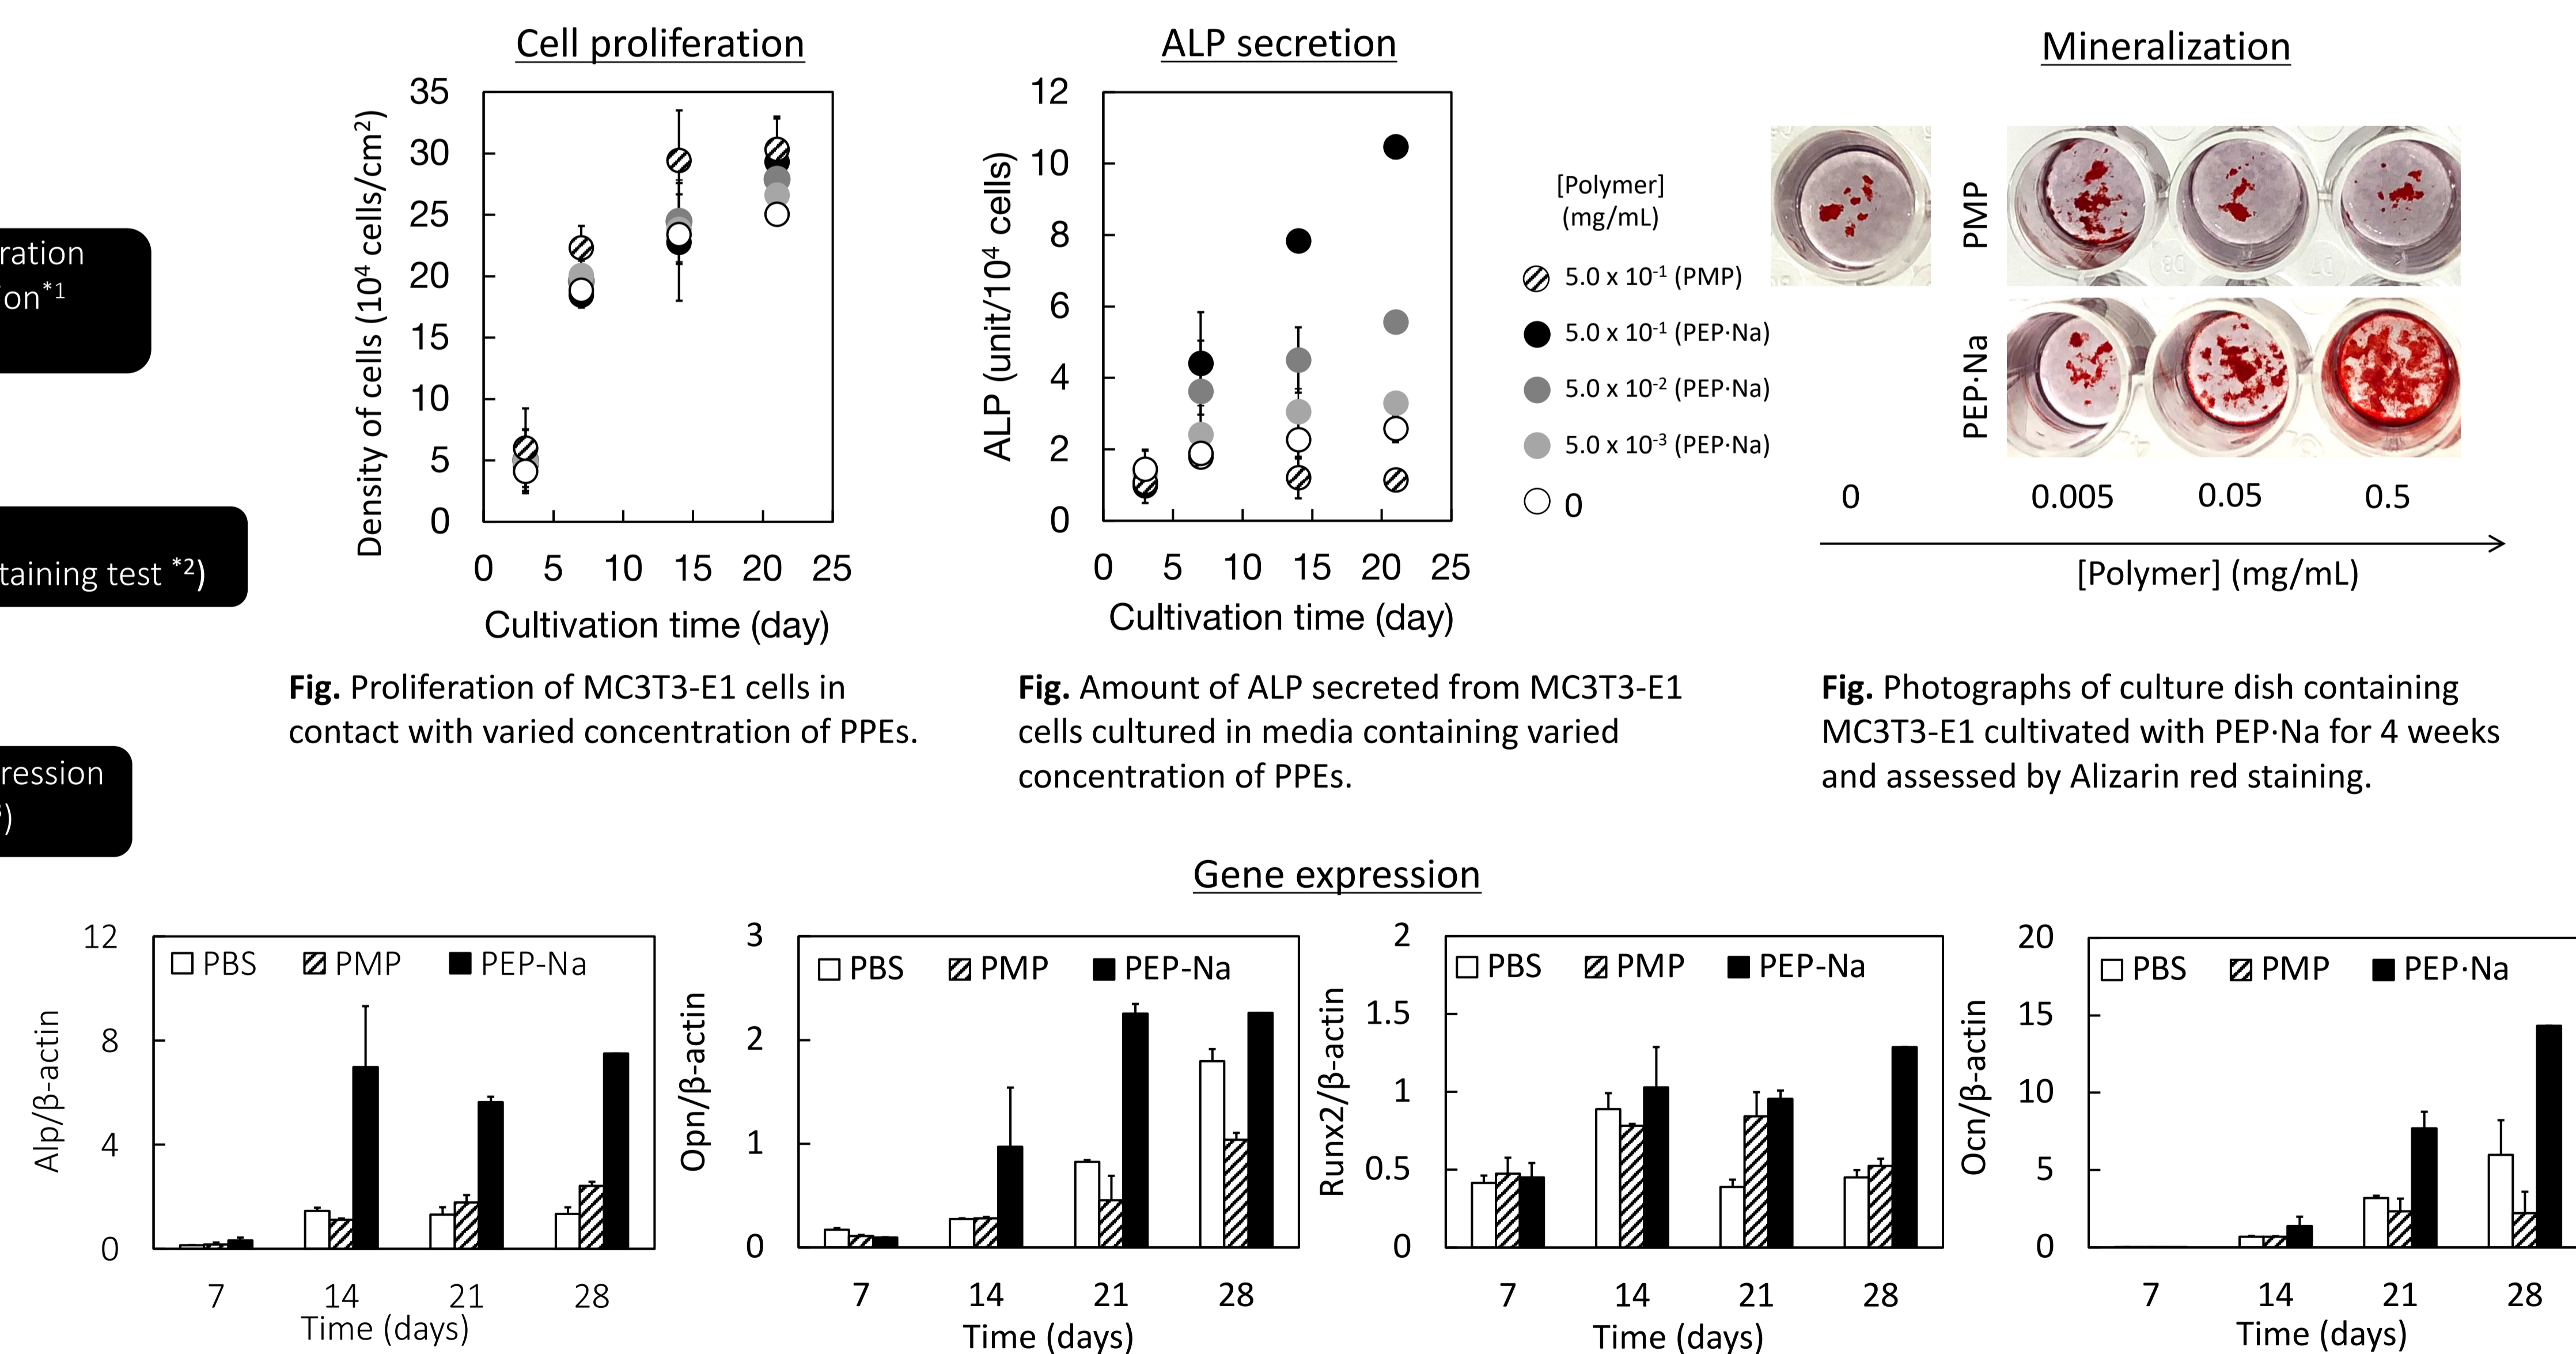 Cell proliferation
ALP secretion
Mineralization
ration
ion*1
taining test *2)
ression
)
35
30
25
20
15
10
5
0
Density of cells (10⁴ cells/cm²)
0 5 10 15 20 25
Cultivation time (day)
Fig. Proliferation of MC3T3-E1 cells in
contact with varied concentration of PPEs.
12
10
8
6
4
2
0
ALP (unit/10⁴ cells)
0 5 10 15 20 25
Cultivation time (day)
Fig. Amount of ALP secreted from MC3T3-E1
cells cultured in media containing varied
concentration of PPEs.
[Polymer]
(mg/mL)
5.0 x 10⁻¹ (PMP)
5.0 x 10⁻¹ (PEP·Na)
5.0 x 10⁻² (PEP·Na)
5.0 x 10⁻³ (PEP·Na)
0
PMP
PEP·Na
0 0.005 0.05 0.5
[Polymer] (mg/mL)
Fig. Photographs of culture dish containing
MC3T3-E1 cultivated with PEP·Na for 4 weeks
and assessed by Alizarin red staining.
Gene expression
12
8
4
0
Alp/β-actin
PBS PMP PEP-Na
7 14 21 28
Time (days)
3
2
1
0
Opn/β-actin
PBS PMP PEP-Na
7 14 21 28
Time (days)
2
1.5
1
0.5
0
Runx2/β-actin
PBS PMP PEP-Na
7 14 21 28
Time (days)
20
15
10
5
0
Ocn/β-actin
PBS PMP PEP·Na
7 14 21 28
Time (days)